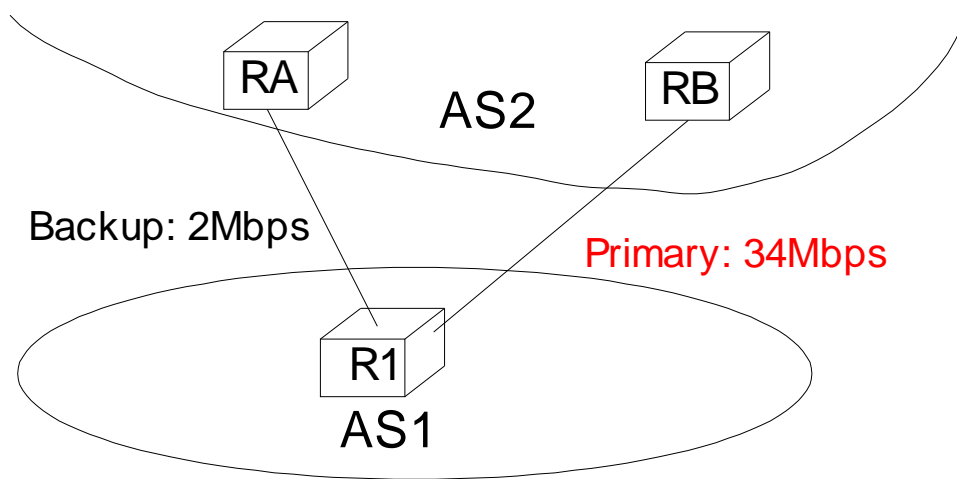 RA
RB
AS2
Backup: 2Mbps
Primary: 34Mbps
R1
AS1